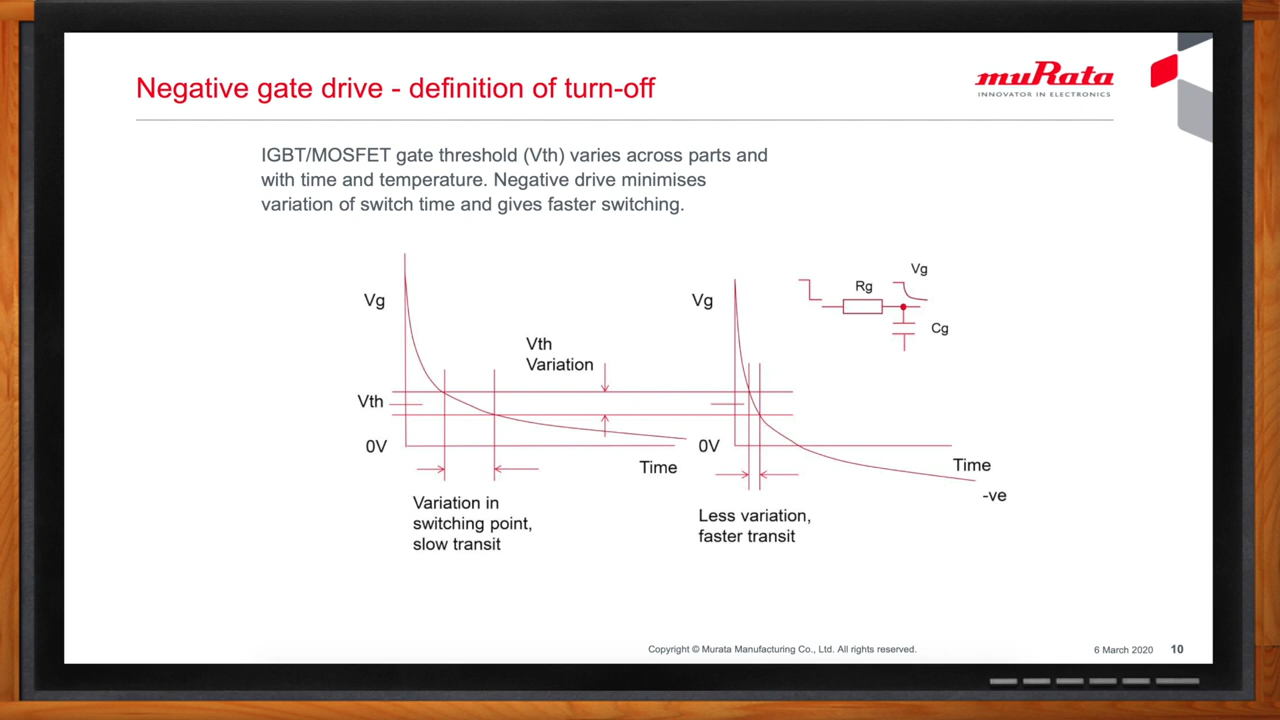 Negative gate drive - definition of turn-off
muRata
INNOVATOR IN ELECTRONICS
IGBT/MOSFET gate threshold (Vth) varies across parts and
with time and temperature. Negative drive minimises
variation of switch time and gives faster switching.
Vg
Vth
0V
Vth
Variation
Time
Variation in
switching point,
slow transit
Vg
0V
Time
-ve
Less variation,
faster transit
Rg
Vg
Cg
Copyright © Murata Manufacturing Co., Ltd. All rights reserved.
6 March 2020
10